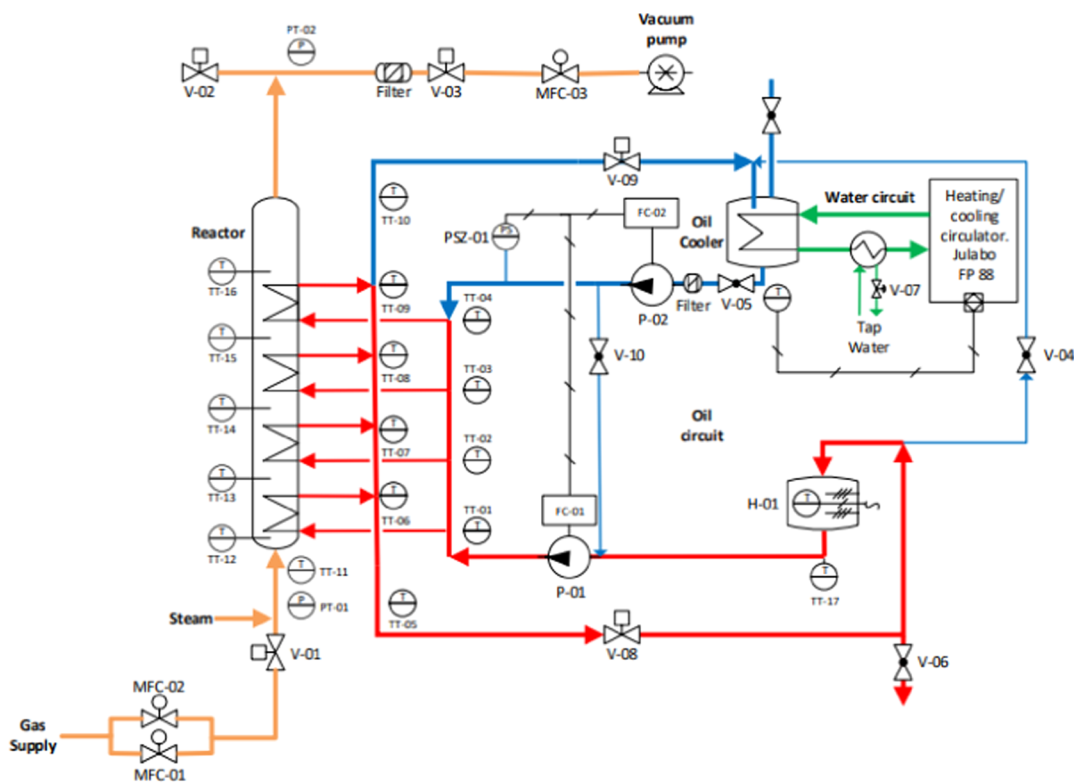 PT-02
P
Vacuum
pump
V-02
Filter
V-03
MFC-03
V-09
T
TT-10
FC-02
PSZ-01
PS
Oil
Cooler
Water circuit
Heating/
cooling
circulator.
Julabo
FP 88
Reactor
T
TT-16
T
TT-09
TT-04
T
P-02
Filter
V-05
T
V-07
Tap
Water
T
TT-15
T
TT-08
TT-03
T
V-10
V-04
T
TT-14
T
TT-07
TT-02
T
Oil
circuit
T
TT-13
T
TT-06
TT-01
T
FC-01
H-01
T
T
TT-12
T
TT-11
P
PT-01
P-01
T
TT-17
Steam
T
TT-05
V-01
V-08
V-06
MFC-02
Gas
Supply
MFC-01